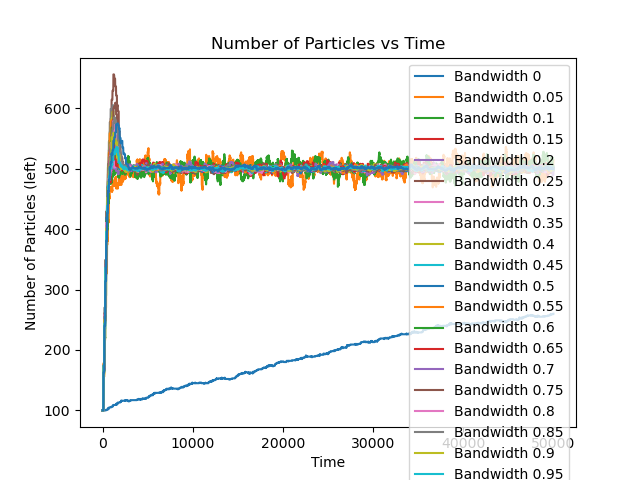 Number of Particles vs Time
Number of Particles (left)
600
500
400
300
200
100
0
10000
20000
30000
40000
50000
Time
Bandwidth 0
Bandwidth 0.05
Bandwidth 0.1
Bandwidth 0.15
Bandwidth 0.2
Bandwidth 0.25
Bandwidth 0.3
Bandwidth 0.35
Bandwidth 0.4
Bandwidth 0.45
Bandwidth 0.5
Bandwidth 0.55
Bandwidth 0.6
Bandwidth 0.65
Bandwidth 0.7
Bandwidth 0.75
Bandwidth 0.8
Bandwidth 0.85
Bandwidth 0.9
Bandwidth 0.95